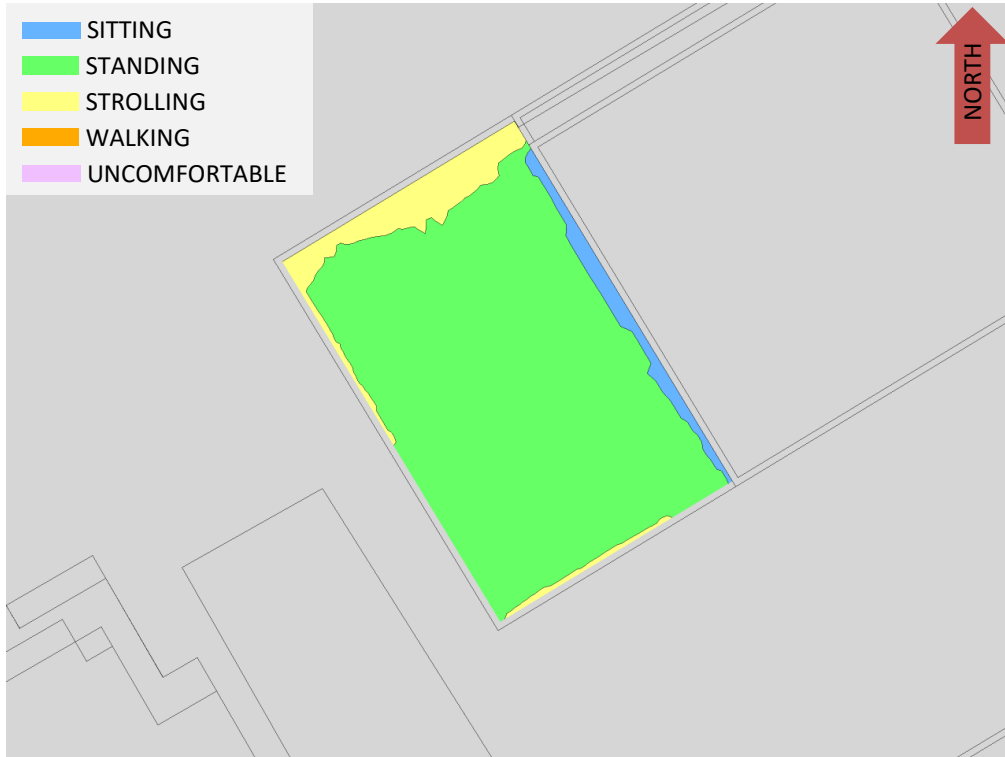 SITTING
STANDING
STROLLING
WALKING
UNCOMFORTABLE
NORTH